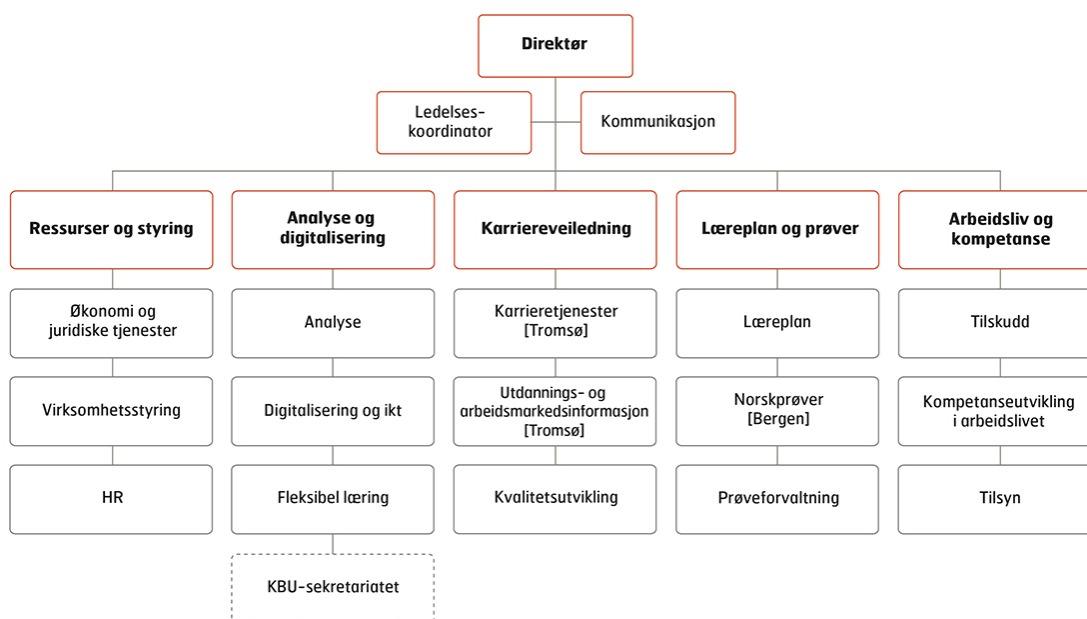 Direktør
Ledelses-
koordinator
Kommunikasjon
Ressurser og styring
Analyse og
digitalisering
Karriereveiledning
Læreplan og prøver
Arbeidsliv og
kompetanse
Økonomi og
juridiske tjenester
Analyse
Karrieretjenester
[Tromsø]
Læreplan
Tilskudd
Virksomhetsstyring
Digitalisering og ikt
Utdannings- og
arbeidsmarkedsinformasjon
[Tromsø]
Norskprøver
[Bergen]
Kompetanseutvikling
i arbeidslivet
HR
Fleksibel læring
Kvalitetsutvikling
Prøveforvaltning
Tilsyn
KBU-sekretariatet